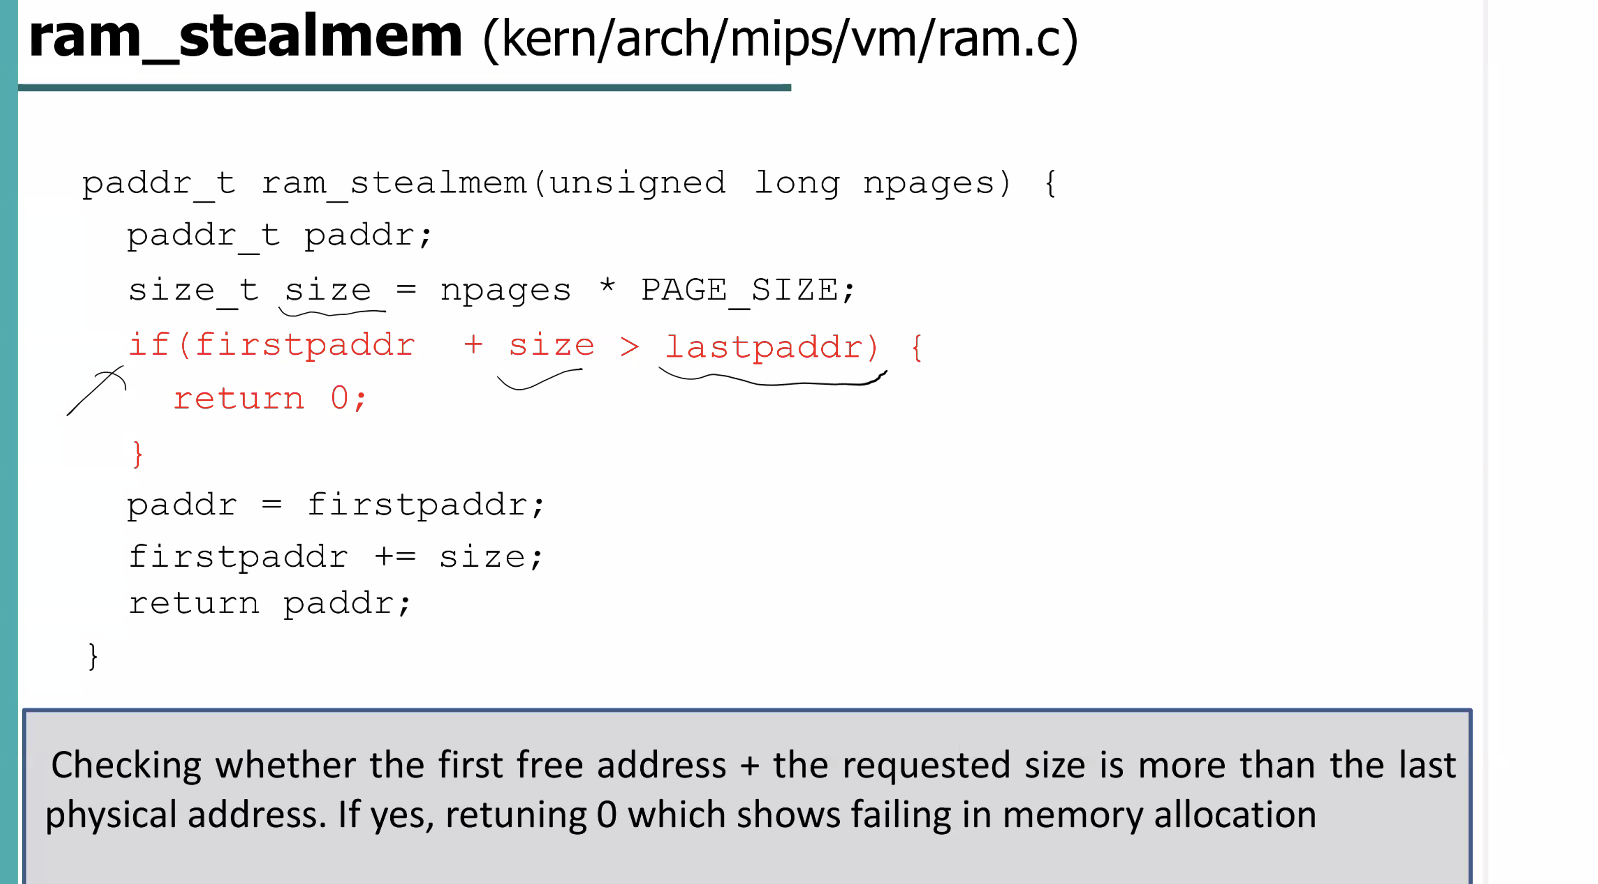 ram_stealmem (kern/arch/mips/vm/ram.c)
paddr_t ram_stealmem(unsigned long npages) {
paddr_t paddr;
size_t size = npages * PAGE_SIZE;
if(firstpaddr + size > lastpaddr) {
return 0;
}
paddr = firstpaddr;
firstpaddr += size;
return paddr;
}
Checking whether the first free address + the requested size is more than the last
physical address. If yes, retuning 0 which shows failing in memory allocation